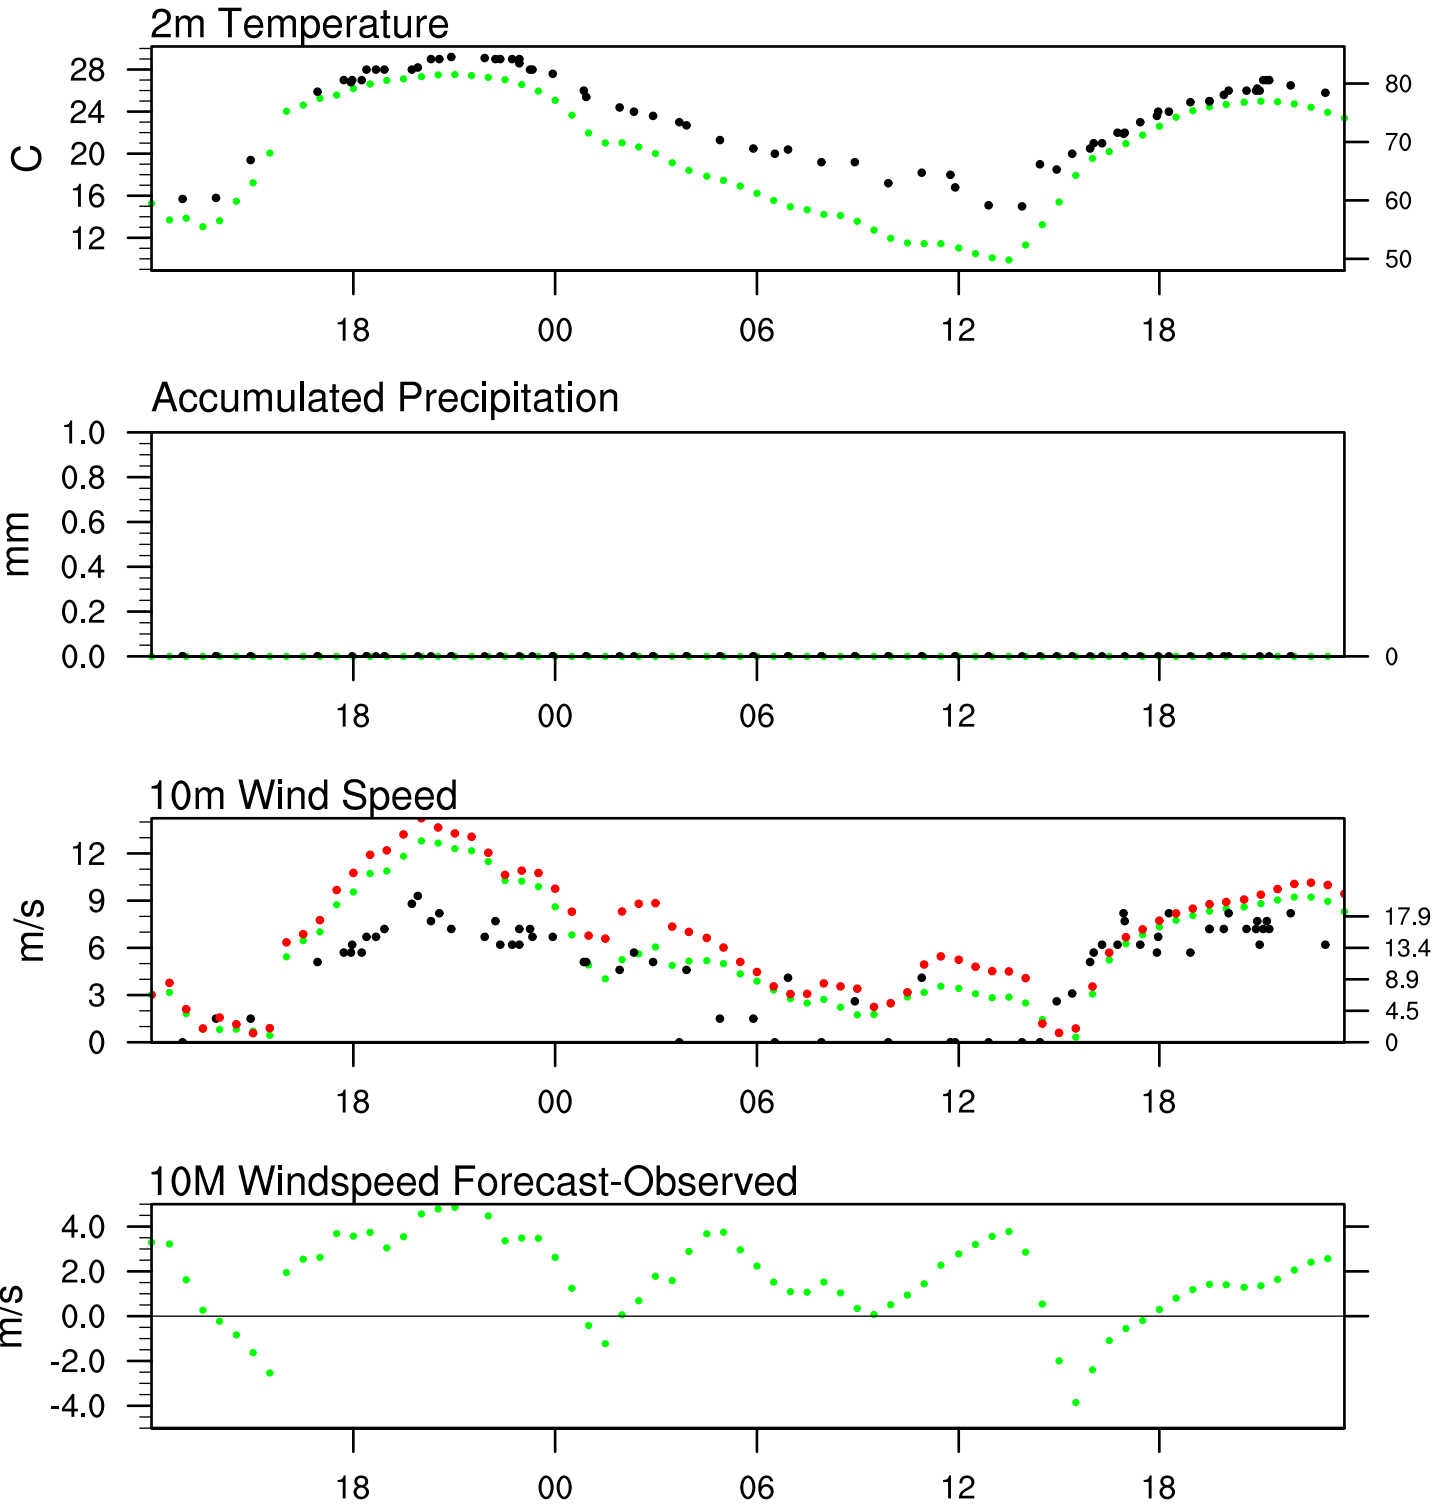 2m Temperature
28
24
20
16
12
C
80
70
60
50
18 00 06 12 18
Accumulated Precipitation
1.0
0.8
0.6
0.4
0.2
0.0
mm
0
18 00 06 12 18
10m Wind Speed
12
9
6
3
0
m/s
17.9
13.4
8.9
4.5
0
18 00 06 12 18
10M Windspeed Forecast-Observed
4.0
2.0
0.0
-2.0
-4.0
m/s
18 00 06 12 18